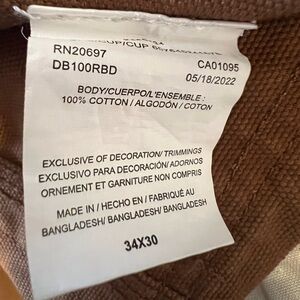 RN20697 CA01095
DB100RBD 05/18/2022
BODY/CUERPO/L'ENSEMBLE :
100% COTTON / ALGODÓN / COTON
EXCLUSIVE OF DECORATION/ TRIMMINGS
EXCLUSIVO PARA DECORACIÓN/ ADORNOS
ORNEMENT ET GARNITURE NON COMPRIS
MADE IN / HECHO EN / FABRIQUÉ AU
BANGLADESH/ BANGLADESH/ BANGLADESH
34X30